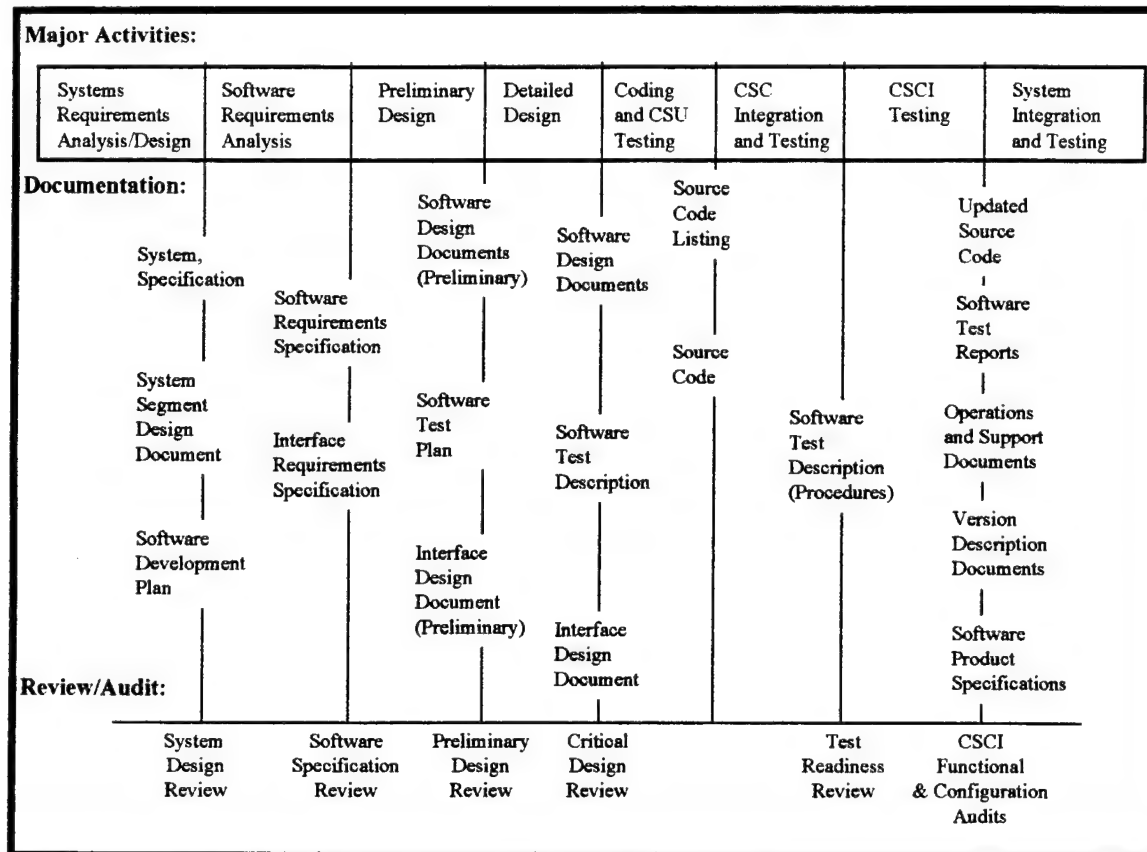 Major Activities:
Systems
Requirements
Analysis/Design
Software
Requirements
Analysis
Preliminary
Design
Detailed
Design
Coding
and CSU
Testing
CSC
Integration
and Testing
CSCI
Testing
System
Integration
and Testing
Documentation:
System,
Specification
System
Segment
Design
Document
Software
Development
Plan
Software
Requirements
Specification
Interface
Requirements
Specification
Software
Design
Documents
(Preliminary)
Software
Test
Plan
Interface
Design
Document
(Preliminary)
Software
Design
Documents
Software
Test
Description
Interface
Design
Document
Source
Code
Listing
Source
Code
Software
Test
Description
(Procedures)
Updated
Source
Code
Software
Test
Reports
Operations
and Support
Documents
Version
Description
Documents
Software
Product
Specifications
Review/Audit:
System
Design
Review
Software
Specification
Review
Preliminary
Design
Review
Critical
Design
Review
Test
Readiness
Review
CSCI
Functional
& Configuration
Audits